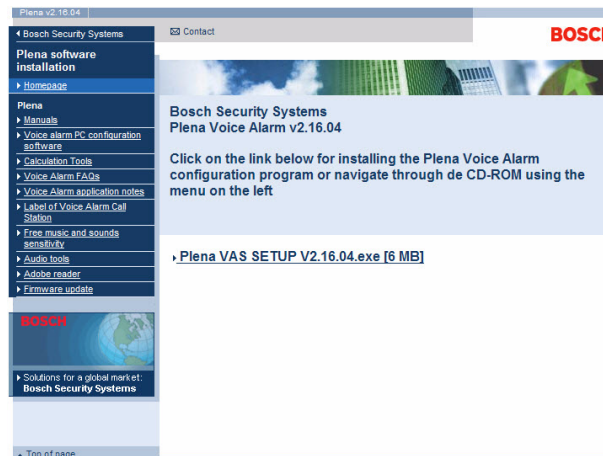 Plena v2.16.04
Bosch Security Systems
Contact
BOSCH
Plena software
installation
Homepage
Plena
Manuals
Voice alarm PC configuration
software
Calculation Tools
Voice Alarm FAQs
Voice Alarm application notes
Label of Voice Alarm Call
Station
Free music and sounds
sensitivity
Audio tools
Adobe reader
Firmware update
BOSCH
Solutions for a global market:
Bosch Security Systems
Top of page
Bosch Security Systems
Plena Voice Alarm v2.16.04
Click on the link below for installing the Plena Voice Alarm
configuration program or navigate through de CD-ROM using the
menu on the left
Plena VAS SETUP V2.16.04.exe [6 MB]